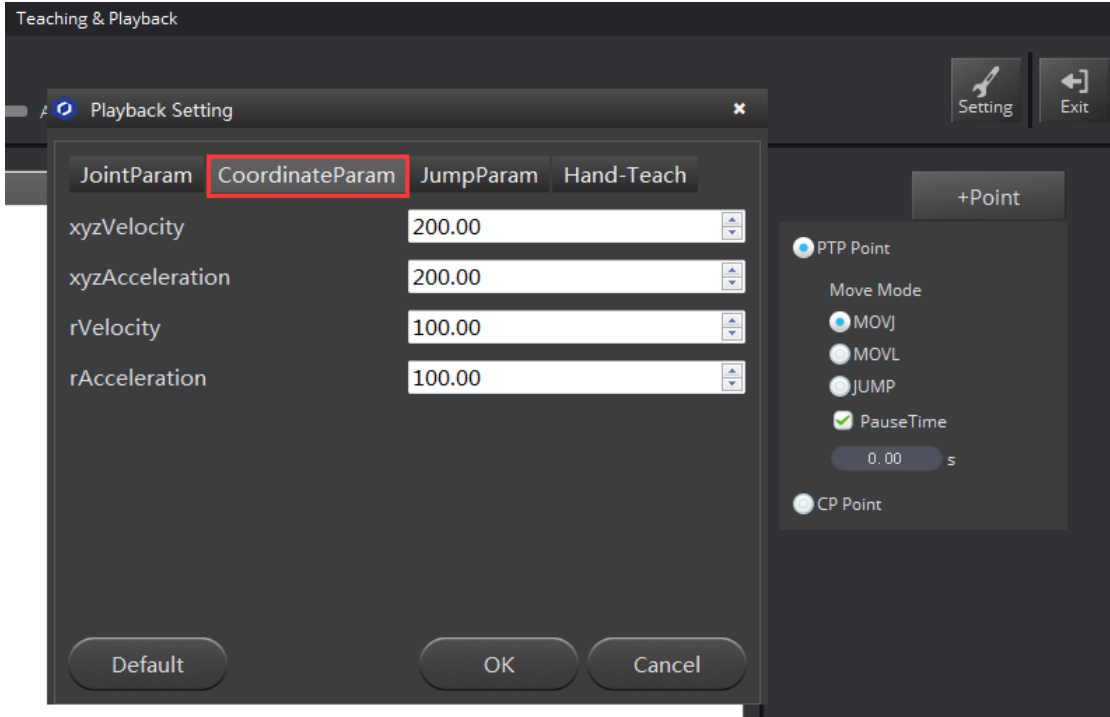 Teaching & Playback
Setting
Exit
Playback Setting
JointParam CoordinateParam JumpParam Hand-Teach
xyzVelocity 200.00
xyzAcceleration 200.00
rVelocity 100.00
rAcceleration 100.00
Default OK Cancel
+Point
PTP Point
Move Mode
MOVJ
MOVL
JUMP
PauseTime
0.00 s
CP Point